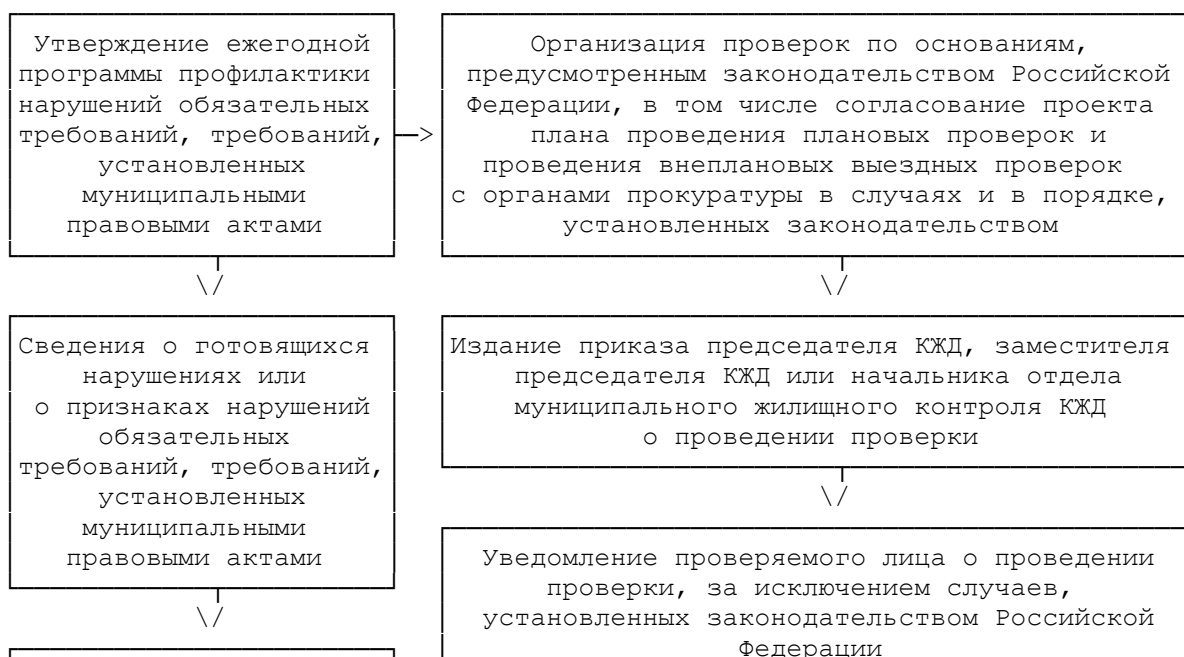 Утверждение ежегодной
программы профилактики
нарушений обязательных
требований, требований,
установленных
муниципальными
правовыми актами
Организация проверок по основаниям,
предусмотренным законодательством Российской
Федерации, в том числе согласование проекта
плана проведения плановых проверок и
проведения внеплановых выездных проверок
с органами прокуратуры в случаях и в порядке,
установленных законодательством
Сведения о готовящихся
нарушениях или
о признаках нарушений
обязательных
требований, требований,
установленных
муниципальными
правовыми актами
Издание приказа председателя КЖД, заместителя
председателя КЖД или начальника отдела
муниципального жилищного контроля КЖД
о проведении проверки
Уведомление проверяемого лица о проведении
проверки, за исключением случаев,
установленных законодательством Российской
Федерации